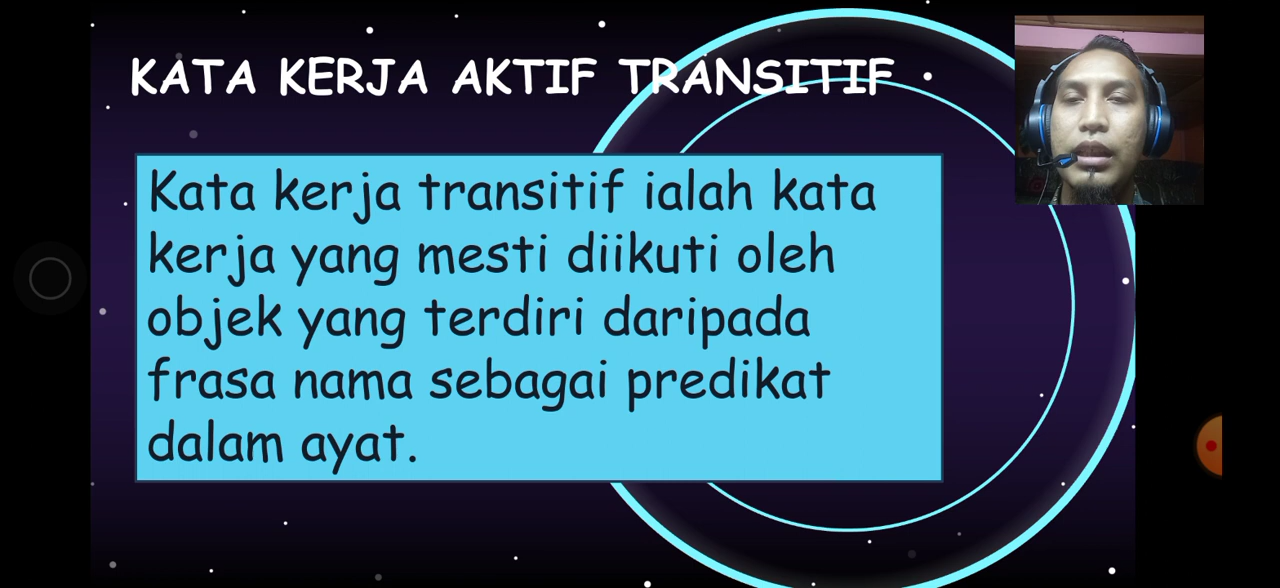 KATA KERJA AKTIF TRANSITIF
Kata kerja transitif ialah kata
kerja yang mesti diikuti oleh
objek yang terdiri daripada
frasa nama sebagai predikat
dalam ayat.